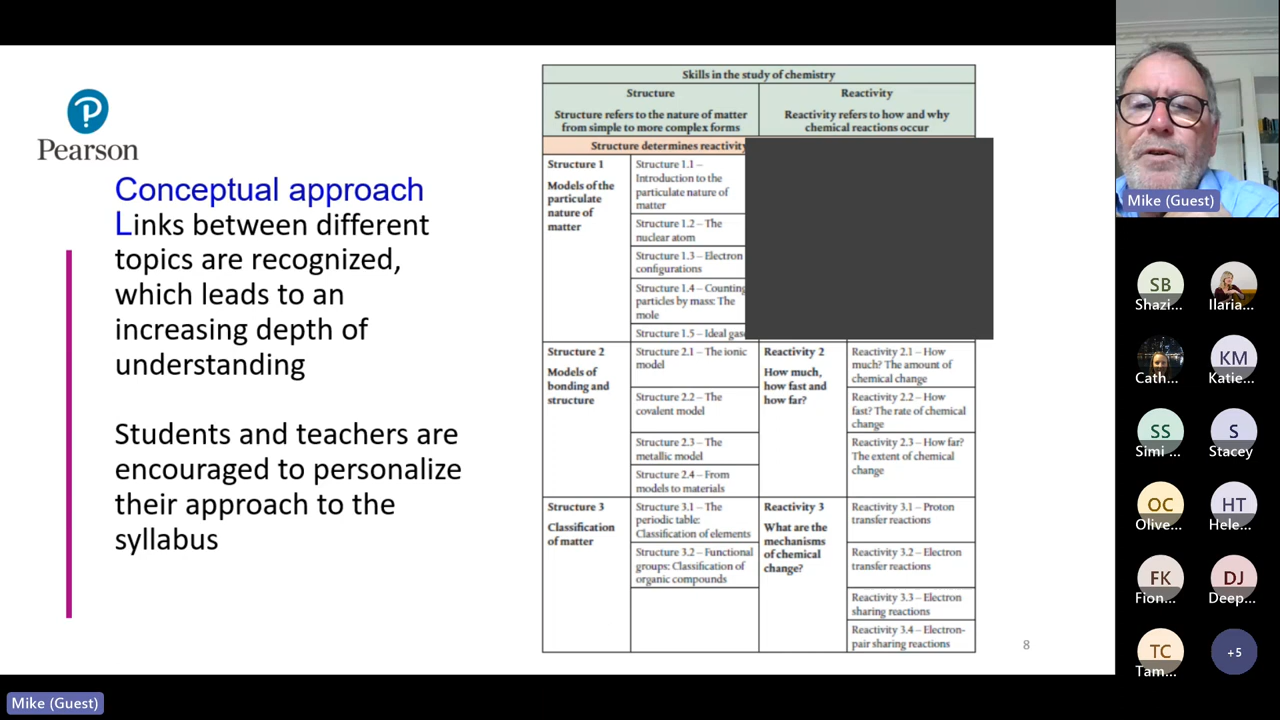 Pearson
Conceptual approach
Links between different
topics are recognized,
which leads to an
increasing depth of
understanding
Students and teachers are
encouraged to personalize
their approach to the
syllabus
Skills in the study of chemistry
Structure
Structure refers to the nature of matter
from simple to more complex forms
Reactivity
Reactivity refers to how and why
chemical reactions occur
Structure determines reactivity
Structure 1
Models of the
particulate
nature of
matter
Structure 1.1 –
Introduction to the
particulate nature of
matter
Structure 1.2 – The
nuclear atom
Structure 1.3 – Electron
configurations
Structure 1.4 – Counting
particles by mass: The
mole
Structure 1.5 – Ideal
Structure 2
Models of
bonding and
structure
Structure 2.1 – The ionic
model
Structure 2.2 – The
covalent model
Structure 2.3 – The
metallic model
Structure 2.4 – From
models to materials
Reactivity 2
How much,
how fast and
how far?
Reactivity 2.1 – How
much? The amount of
chemical change
Reactivity 2.2 – How
fast? The rate of chemical
change
Reactivity 2.3 – How far?
The extent of chemical
change
Structure 3
Classification
of matter
Structure 3.1 – The
periodic table:
Classification of elements
Structure 3.2 – Functional
groups: Classification of
organic compounds
Reactivity 3
What are the
mechanisms
of chemical
change?
Reactivity 3.1 – Proton
transfer reactions
Reactivity 3.2 – Electron
transfer reactions
Reactivity 3.3 – Electron
sharing reactions
Reactivity 3.4 – Electron-
pair sharing reactions
8
Mike (Guest)
SB
Shazi...
Ilaria...
Cath...
KM
Katie...
SS
Simi ...
S
Stacey
OC
Olive...
HT
Hele...
FK
Fion...
DJ
Deep...
TC
Tam...
+5
Mike (Guest)